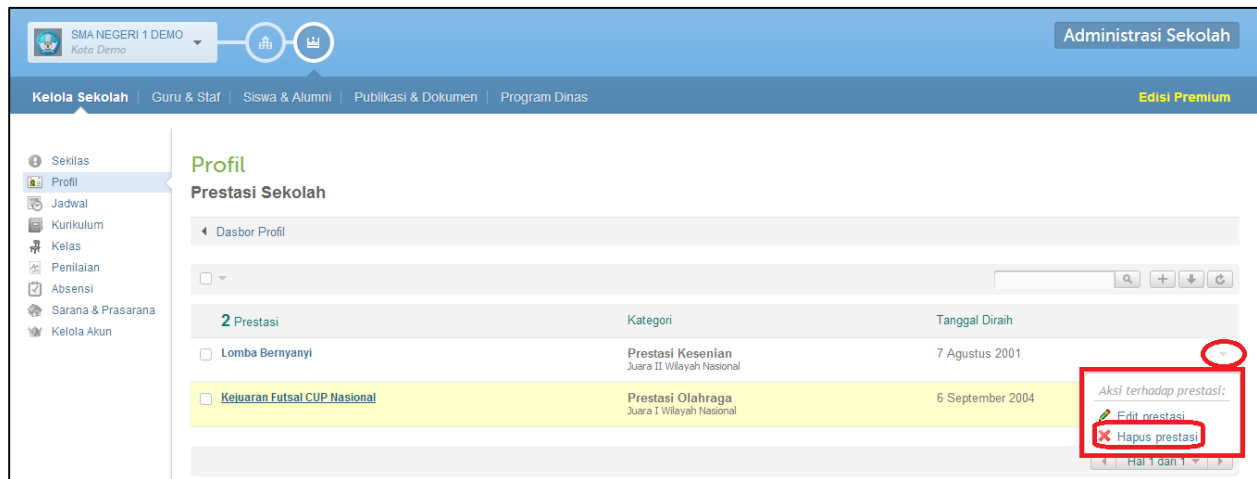 SMA NEGERI 1 DEMO
Kota Demo
Administrasi Sekolah
Kelola Sekolah
Guru & Staf
Siswa & Alumni
Publikasi & Dokumen
Program Dinas
Edisi Premium
Sekilas
Profil
Jadwal
Kurikulum
Kelas
Penilaian
Absensi
Sarana & Prasarana
Kelola Akun
Profil
Prestasi Sekolah
Dasbor Profil
2 Prestasi
Kategori
Tanggal Diraih
Lomba Bernyanyi
Prestasi Kesenian
Juara II Wilayah Nasional
7 Agustus 2001
Kejuaran Futsal CUP Nasional
Prestasi Olahraga
Juara I Wilayah Nasional
6 September 2004
Aksi terhadap prestasi:
Edit prestasi
Hapus prestasi
Hal 1 dari 1